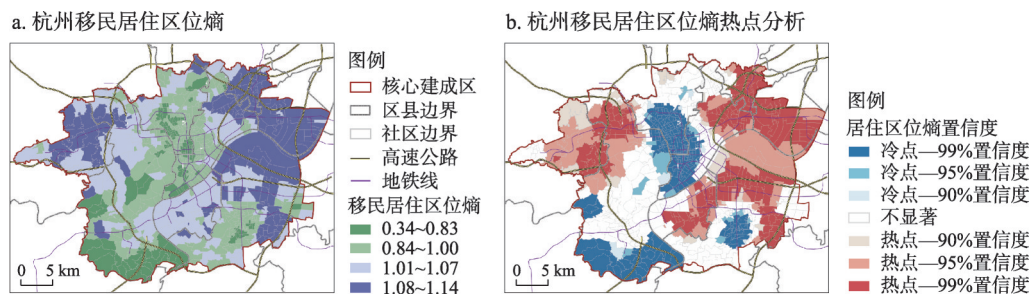 a. 杭州移民居住区位熵
图例
核心建成区
区县边界
社区边界
高速公路
地铁线
移民居住区位熵
0.34~0.83
0.84~1.00
1.01~1.07
1.08~1.14
0 5 km
b. 杭州移民居住区位熵热点分析
图例
居住区位熵置信度
冷点—99%置信度
冷点—95%置信度
冷点—90%置信度
不显著
热点—90%置信度
热点—95%置信度
热点—99%置信度
0 5 km